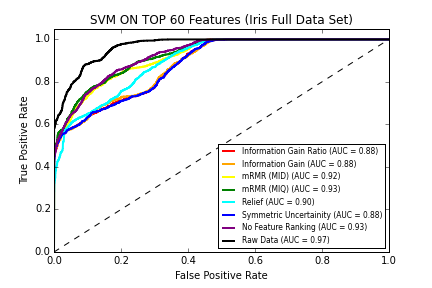 SVM ON TOP 60 Features (Iris Full Data Set)
True Positive Rate
1.0
0.8
0.6
0.4
0.2
0.0
0.0 0.2 0.4 0.6 0.8 1.0
False Positive Rate
Information Gain Ratio (AUC = 0.88)
Information Gain (AUC = 0.88)
mRMR (MID) (AUC = 0.92)
mRMR (MIQ) (AUC = 0.93)
Relief (AUC = 0.90)
Symmetric Uncertainity (AUC = 0.88)
No Feature Ranking (AUC = 0.93)
Raw Data (AUC = 0.97)